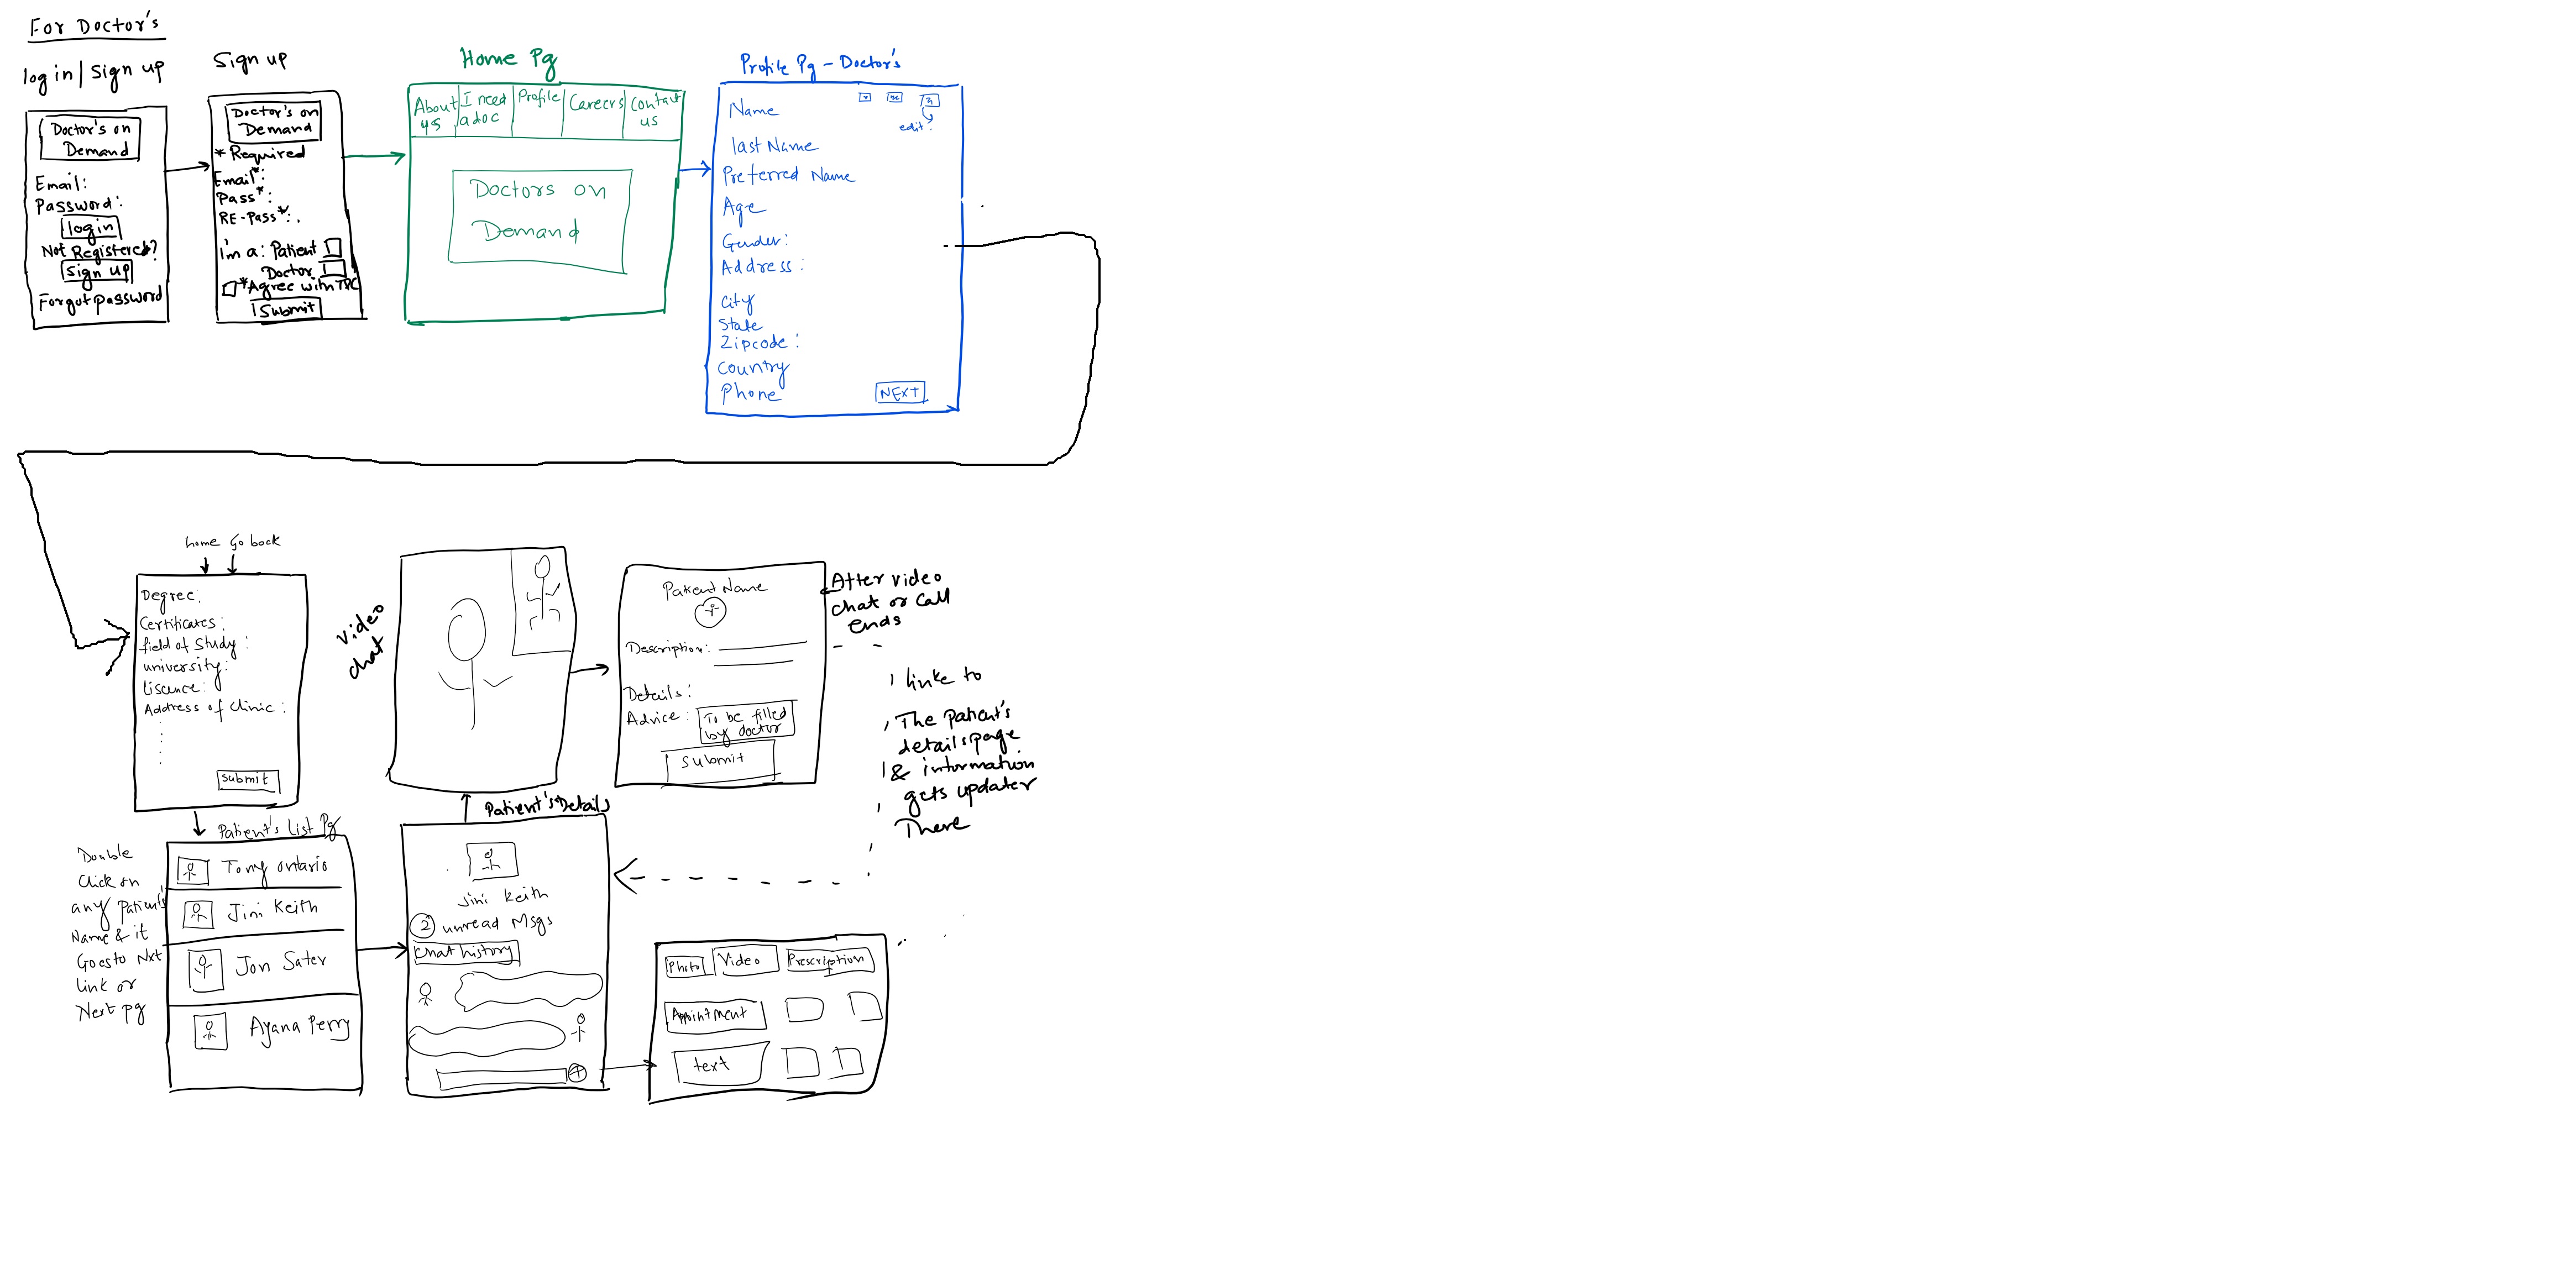 For Doctor's
log in | Sign up
Doctor's on
Demand
Email:
Password:
login
Not Registered?
Sign up
Forgot password
Sign up
Doctor's on
Demand
* Required
Email*:
Pass*:
RE-Pass*:
I'm a: Patient
Doctor
*Agree with T&C
Submit
Home Pg
About us
I need a doc
Profile
Careers
Contact us
Doctors on
Demand
Profile Pg - Doctor's
edit
Name
last Name
Preferred Name
Age
Gender:
Address:
City
State
Zipcode:
Country
Phone
NEXT
home Go back
Degree:
Certificates:
field of Study:
university:
Liscence:
Address of Clinic:
Submit
Video
chat
Patient Name
Description:
Details:
Advice: To be filled
by doctor
Submit
After video
chat or call
ends
linke to
The patient's
details page
& information
gets updater
There
Patient's List Pg
Double
Click on
any patient's
Name & it
Goes to Nxt
link or
Next pg
Tony ontario
Jini Keith
Jon Sater
Ayana Perry
Patient's Details
Jini Keith
2 unread Msgs
Chat history
Photo Video Prescription
Appointment
text